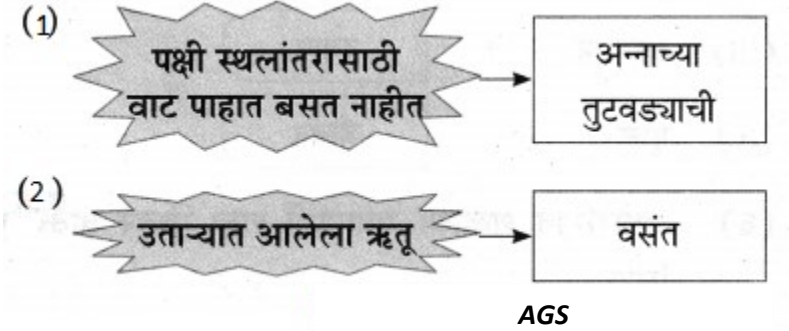 (1)
पक्षी स्थलांतरासाठी
वाट पाहात बसत नाहीत
अन्नाच्या
तुटवड्याची
(2)
उताऱ्यात आलेला ऋतू
वसंत
AGS